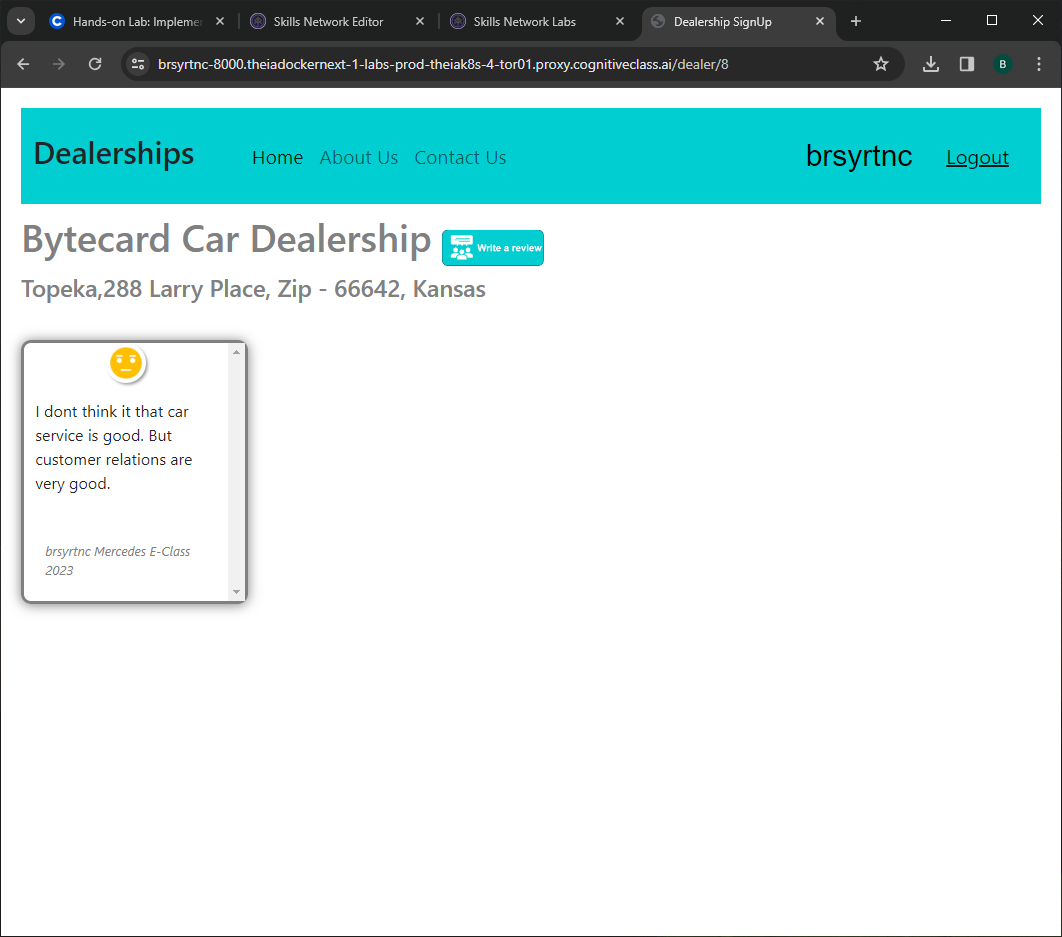 Hands-on Lab: Implemen
Skills Network Editor
Skills Network Labs
Dealership SignUp
brsyrtnc-8000.theiadockernext-1-labs-prod-theiak8s-4-tor01.proxy.cognitiveclass.ai/dealer/8
B
Dealerships
Home
About Us
Contact Us
brsyrtnc
Logout
Bytecard Car Dealership
Write a review
Topeka,288 Larry Place, Zip - 66642, Kansas
I dont think it that car
service is good. But
customer relations are
very good.
brsyrtnc Mercedes E-Class
2023